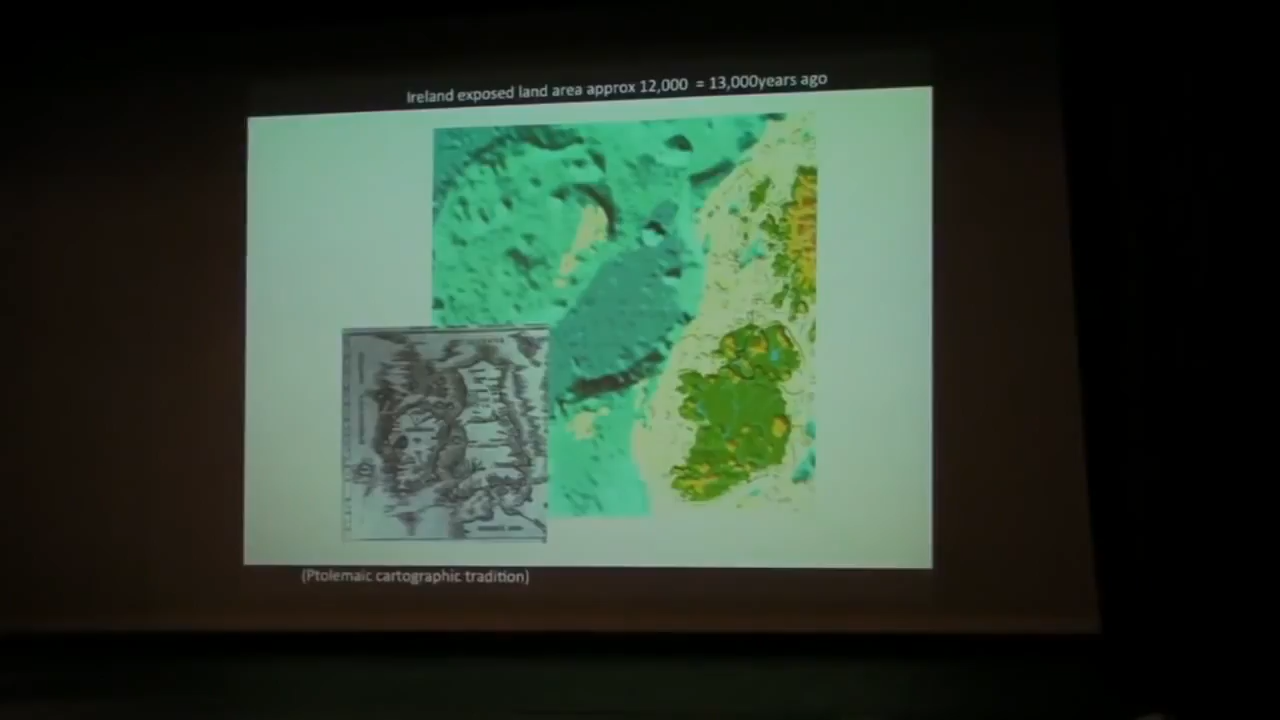 Ireland exposed land area approx 12,000 = 13,000years ago
(Ptolemaic cartographic tradition)